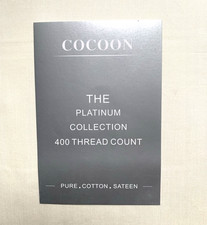 COCOON
THE
PLATINUM
COLLECTION
400 THREAD COUNT
PURE, COTTON, SATEEN